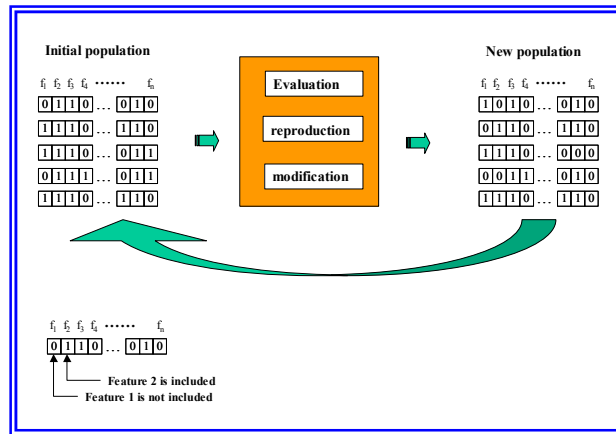 Initial population
f1 f2 f3 f4 ······ fn
0 1 1 0 ... 0 1 0
1 1 1 0 ... 1 1 0
1 1 1 0 ... 0 1 1
0 1 1 1 ... 0 1 1
1 1 1 0 ... 1 1 0
Evaluation
reproduction
modification
New population
f1 f2 f3 f4 ······ fn
1 0 1 0 ... 0 1 0
0 1 1 0 ... 1 1 0
1 1 1 0 ... 0 0 0
0 0 1 1 ... 0 1 0
1 1 1 0 ... 1 1 0
f1 f2 f3 f4 ······ fn
0 1 1 0 ... 0 1 0
Feature 2 is included
Feature 1 is not included